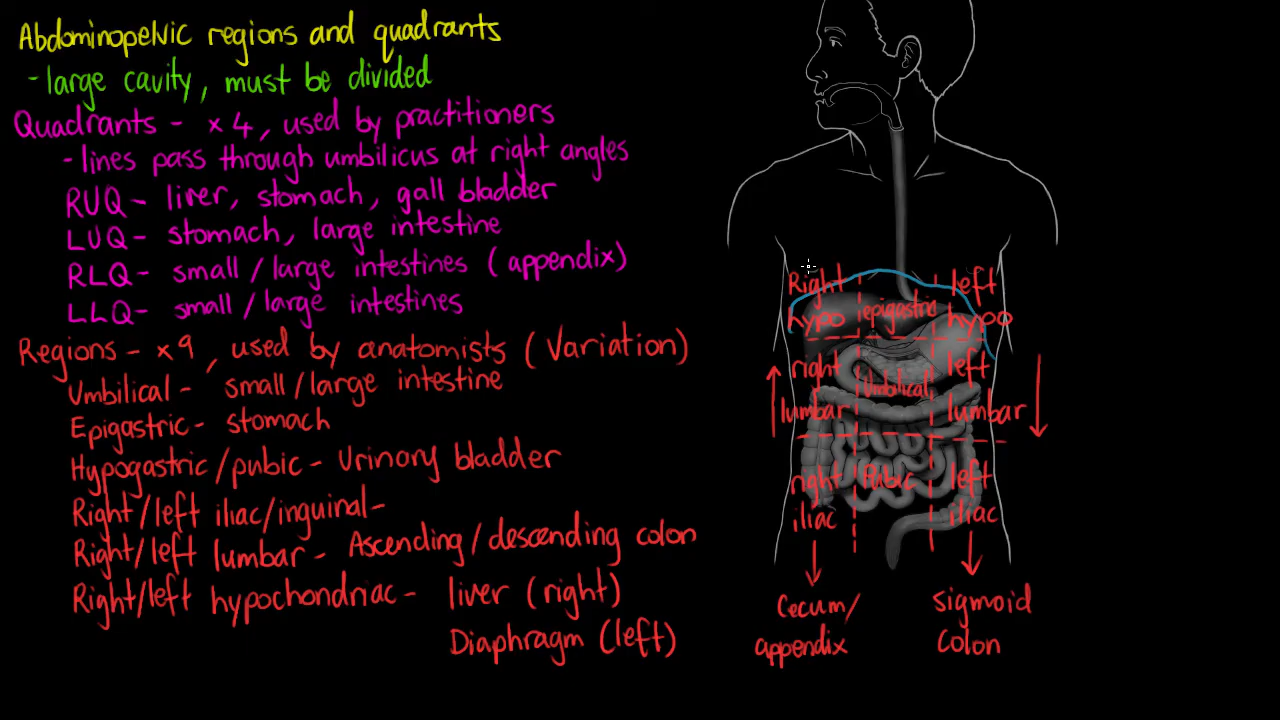 Abdominopelvic regions and quadrants
- large cavity, must be divided
Quadrants - x 4, used by practitioners
- lines pass through umbilicus at right angles
RUQ - liver, stomach, gall bladder
LUQ - stomach, large intestine
RLQ - small / large intestines (appendix)
LLQ - small / large intestines
Regions - x 9, used by anatomists (Variation)
Umbilical - small / large intestine
Epigastric - stomach
Hypogastric / pubic - Urinary bladder
Right / left iliac / inguinal -
Right / left lumbar - Ascending / descending colon
Right / left hypochondriac - liver (right)
Diaphragm (left)
Right hypo
epigastric
left hypo
right lumbar
Umbilical
left lumbar
right iliac
Pubic
left iliac
Cecum /
appendix
Sigmoid
Colon